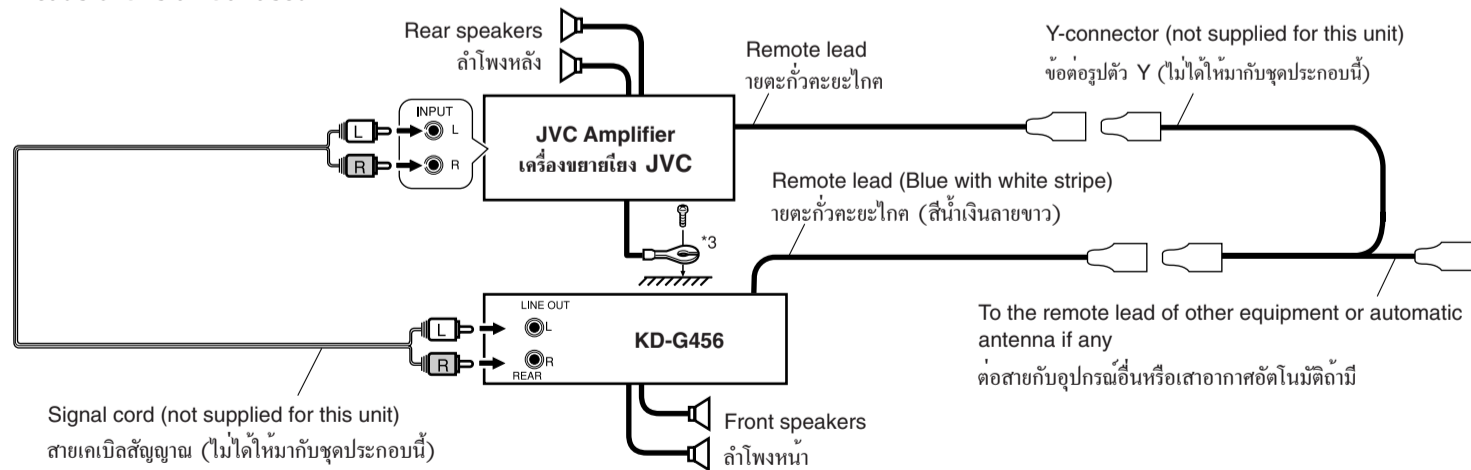 Rear speakers
ลำโพงหลัง
Remote lead
ายตะกั่วคะยะไกค
Y-connector (not supplied for this unit)
ข้อต่อรูปตัว Y (ไม่ได้ให้มากับชุดประกอบนี้)
INPUT
L
L
R
R
JVC Amplifier
เครื่องขยายเียง JVC
Remote lead (Blue with white stripe)
ายตะกั่วคะยะไกค (สีน้ำเงินลายขาว)
*3
LINE OUT
L
L
R
R
REAR
KD-G456
To the remote lead of other equipment or automatic
antenna if any
ต่อสายกับอุปกรณ์อื่นหรือเสาอากาศอัตโนมัติถ้ามี
Signal cord (not supplied for this unit)
สายเคเบิลสัญญาณ (ไม่ได้ให้มากับชุดประกอบนี้)
Front speakers
ลำโพงหน้า